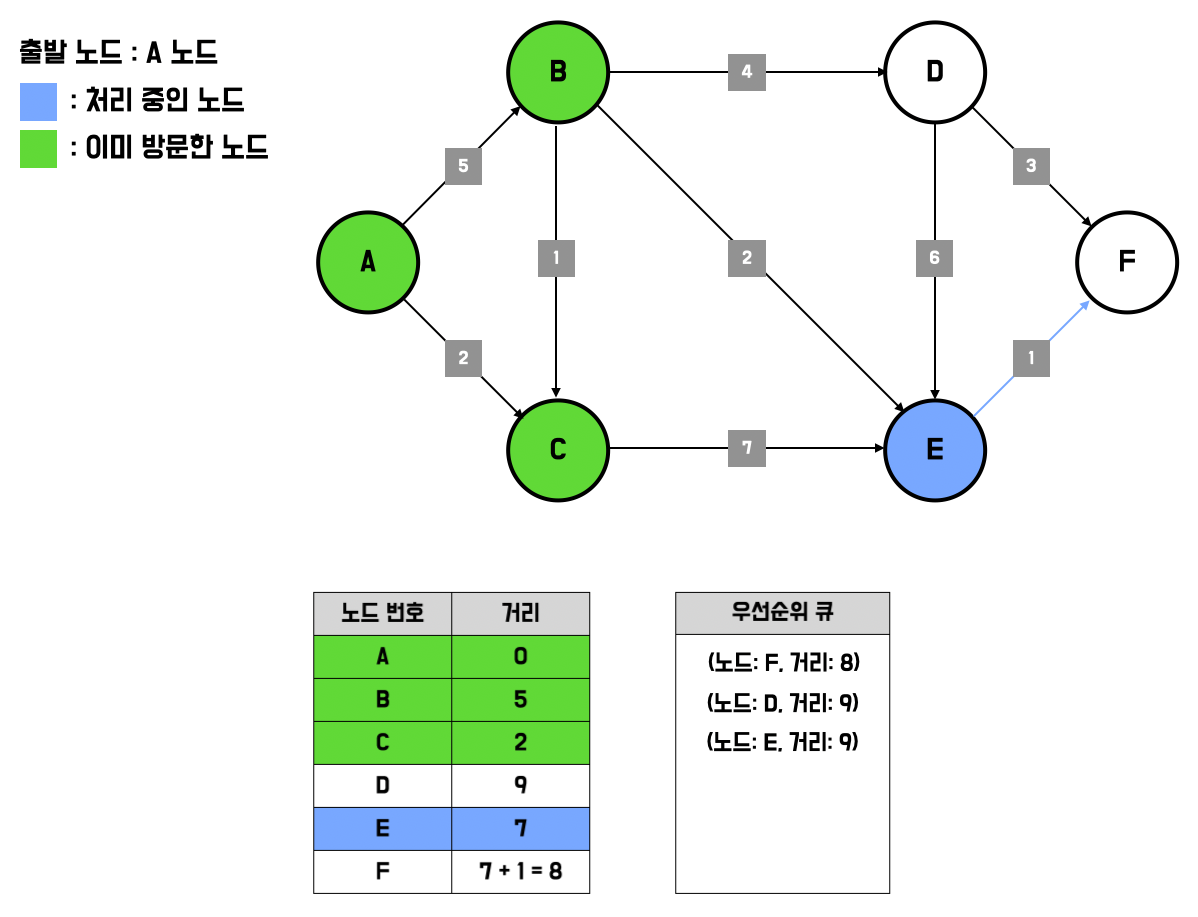 출발 노드 : A 노드
: 처리 중인 노드
: 이미 방문한 노드
B
4
D
5
3
A
1
2
6
F
2
1
C
7
E
노드 번호 거리
A 0
B 5
C 2
D 9
E 7
F 7 + 1 = 8
우선순위 큐
(노드: F, 거리: 8)
(노드: D, 거리: 9)
(노드: E, 거리: 9)